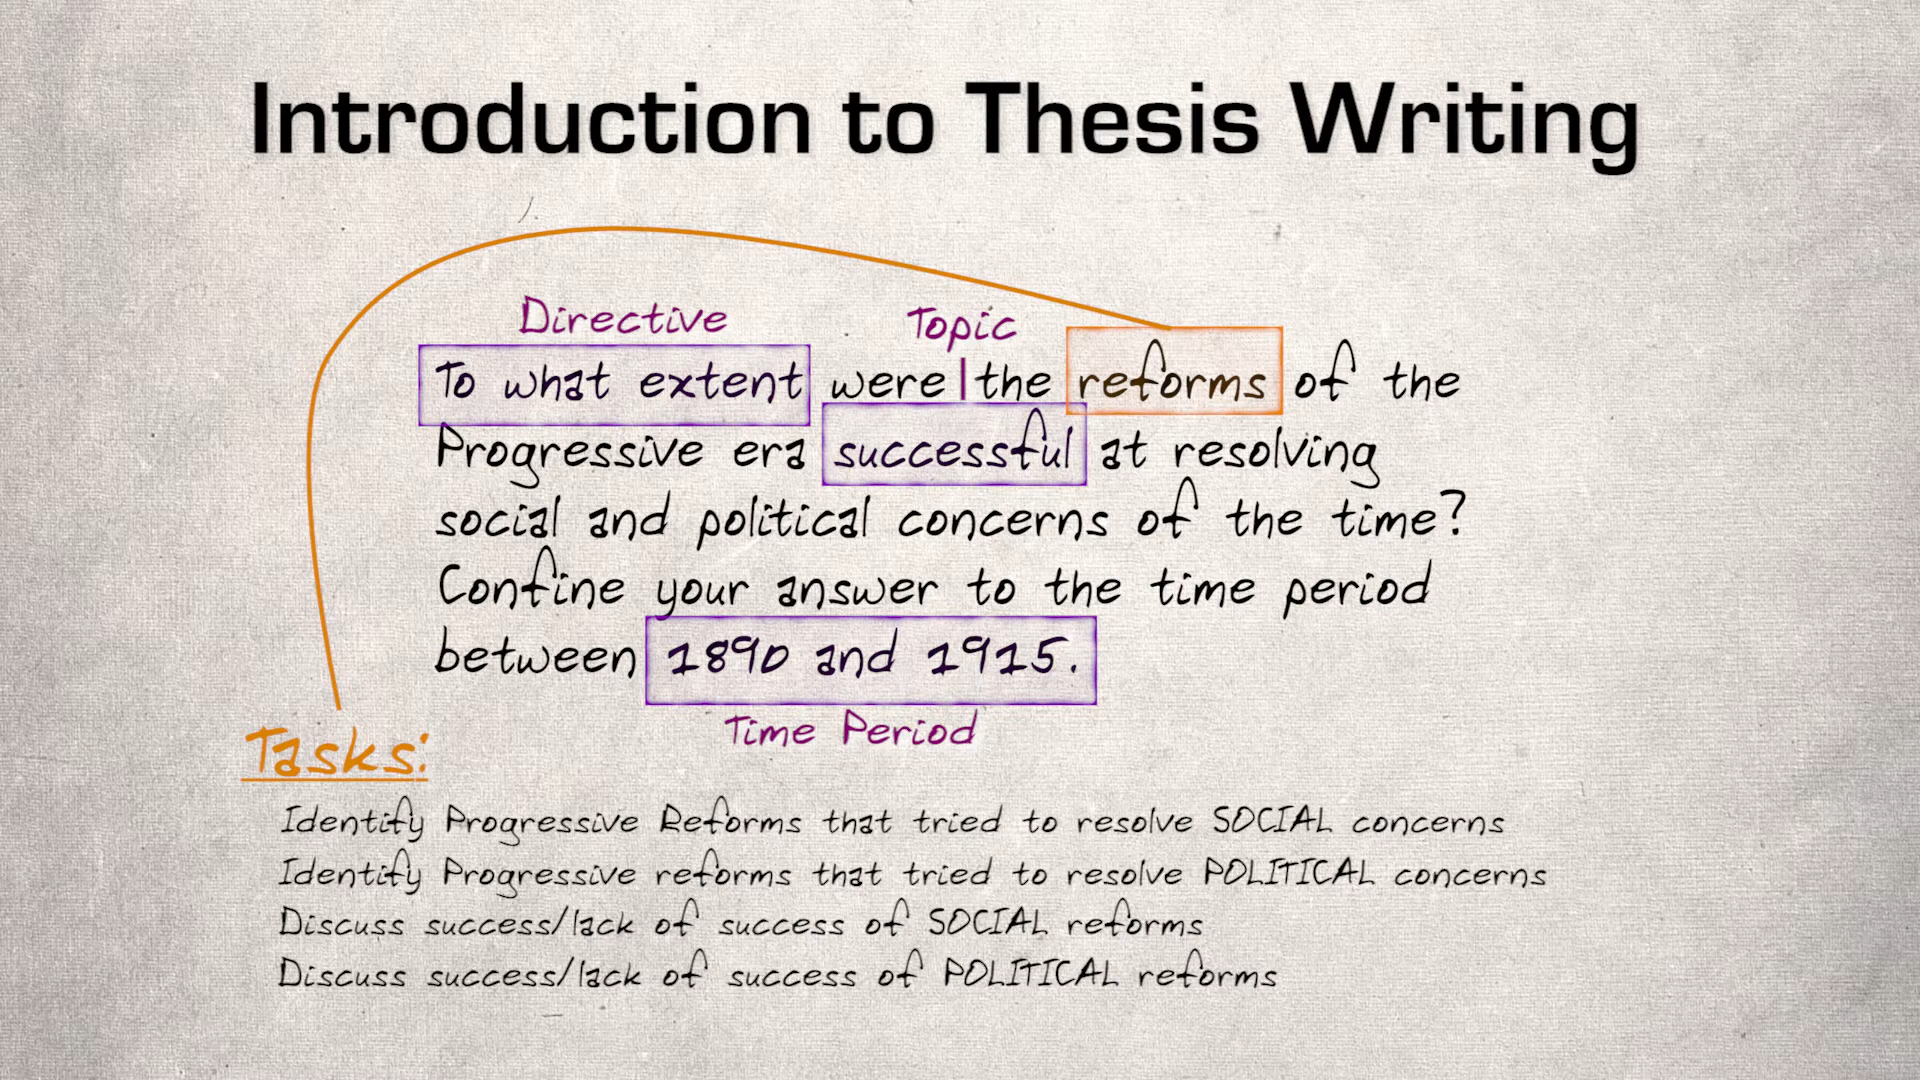 Introduction to Thesis Writing
Directive
Topic
To what extent were the reforms of the
Progressive era successful at resolving
social and political concerns of the time?
Confine your answer to the time period
between 1890 and 1915.
Time Period
Tasks:
Identify Progressive Reforms that tried to resolve SOCIAL concerns
Identify Progressive reforms that tried to resolve POLITICAL concerns
Discuss success/lack of success of SOCIAL reforms
Discuss success/lack of success of POLITICAL reforms